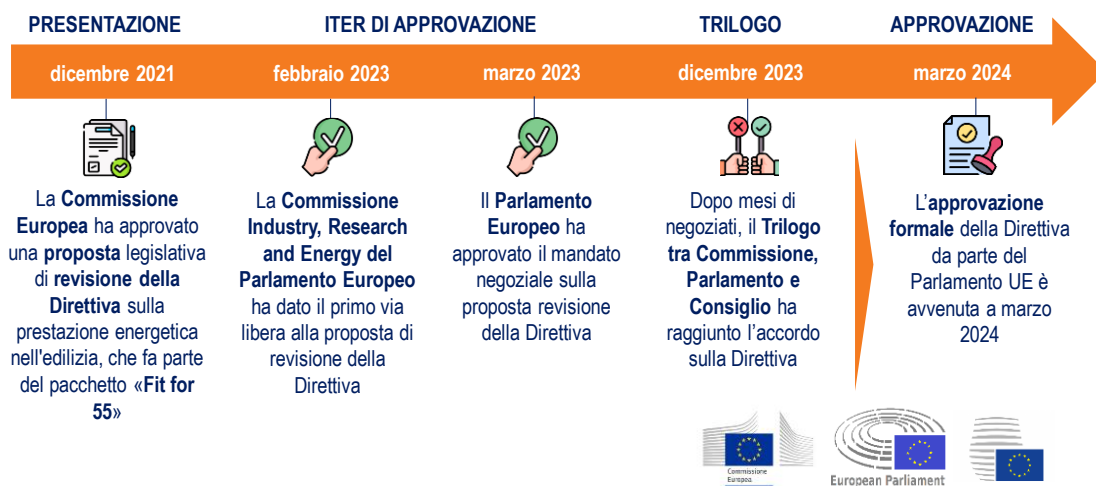 PRESENTAZIONE
ITER DI APPROVAZIONE
TRILOGO
APPROVAZIONE
dicembre 2021
febbraio 2023
marzo 2023
dicembre 2023
marzo 2024
La Commissione
Europea ha approvato
una proposta legislativa
di revisione della
Direttiva sulla
prestazione energetica
nell'edilizia, che fa parte
del pacchetto «Fit for
55»
La Commissione
Industry, Research
and Energy del
Parlamento Europeo
ha dato il primo via
libera alla proposta di
revisione della
Direttiva
Il Parlamento
Europeo ha
approvato il mandato
negoziale sulla
proposta revisione
della Direttiva
Dopo mesi di
negoziati, il Trilogo
tra Commissione,
Parlamento e
Consiglio ha
raggiunto l’accordo
sulla Direttiva
L’approvazione
formale della Direttiva
da parte del
Parlamento UE è
avvenuta a marzo
2024
Commissione
Europea
European Parliament